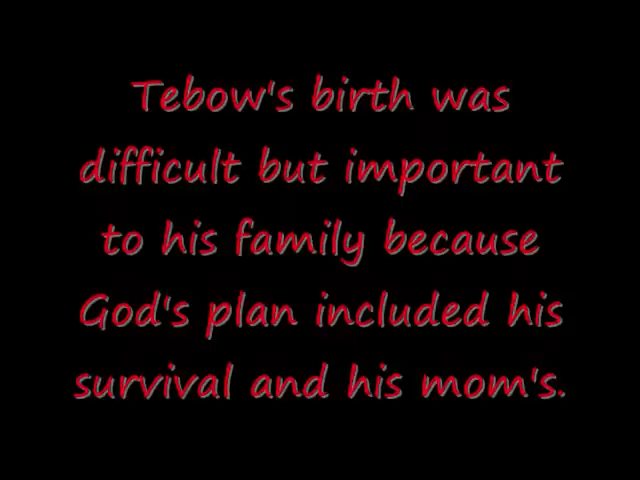 Tebow's birth was
difficult but important
to his family because
God's plan included his
survival and his mom's.